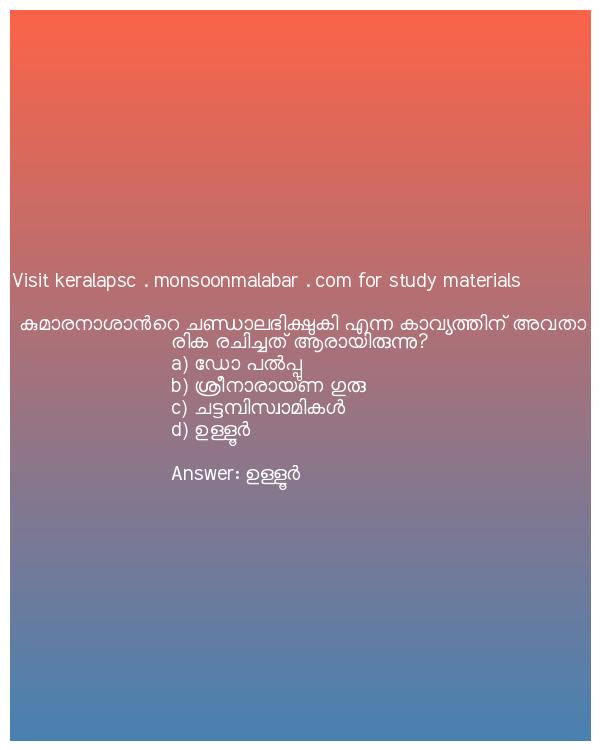 Visit keralapsc . monsoonmalabar . com for study materials
കുമാരനാശാൻറെ ചണ്ഡാലഭിക്ഷുകി എന്ന കാവ്യത്തിന് അവതാ
രിക രചിച്ചത് ആരായിരുന്നു?
a) ഡോ പൽപ്പു
b) ശ്രീനാരായണ ഗുരു
c) ചട്ടമ്പിസ്വാമികൾ
d) ഉള്ളൂർ
Answer: ഉള്ളൂർ